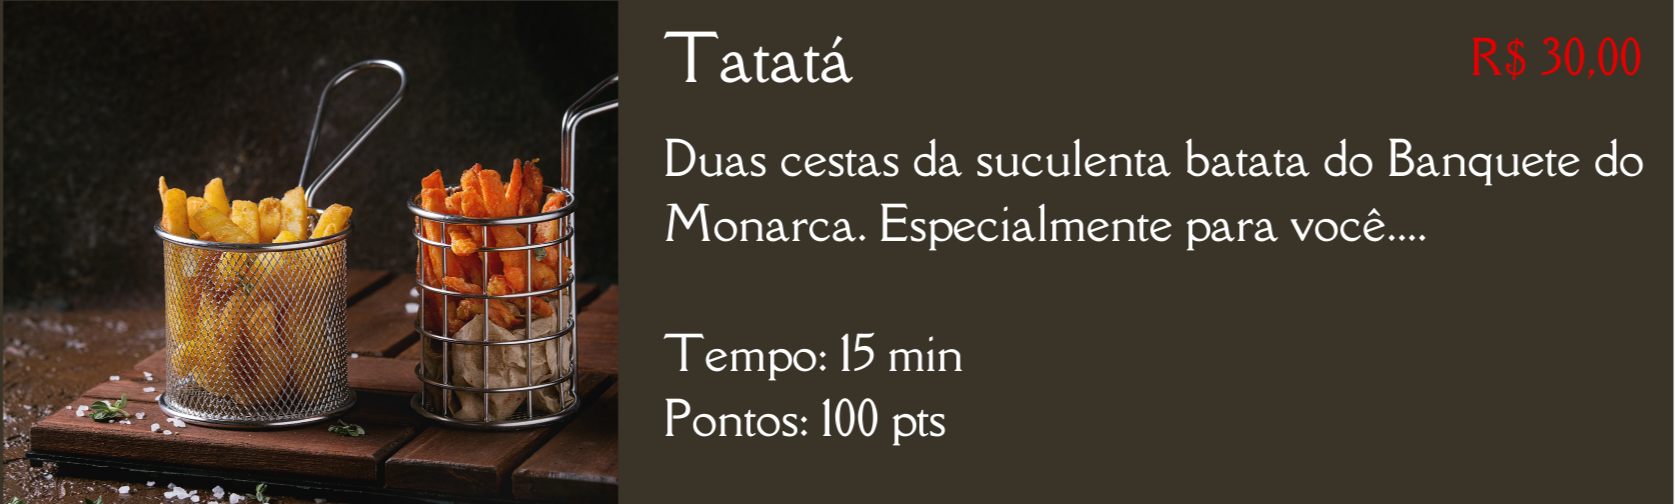 Tatatá
R$ 30,00
Duas cestas da suculenta batata do Banquete do
Monarca. Especialmente para você....
Tempo: 15 min
Pontos: 100 pts